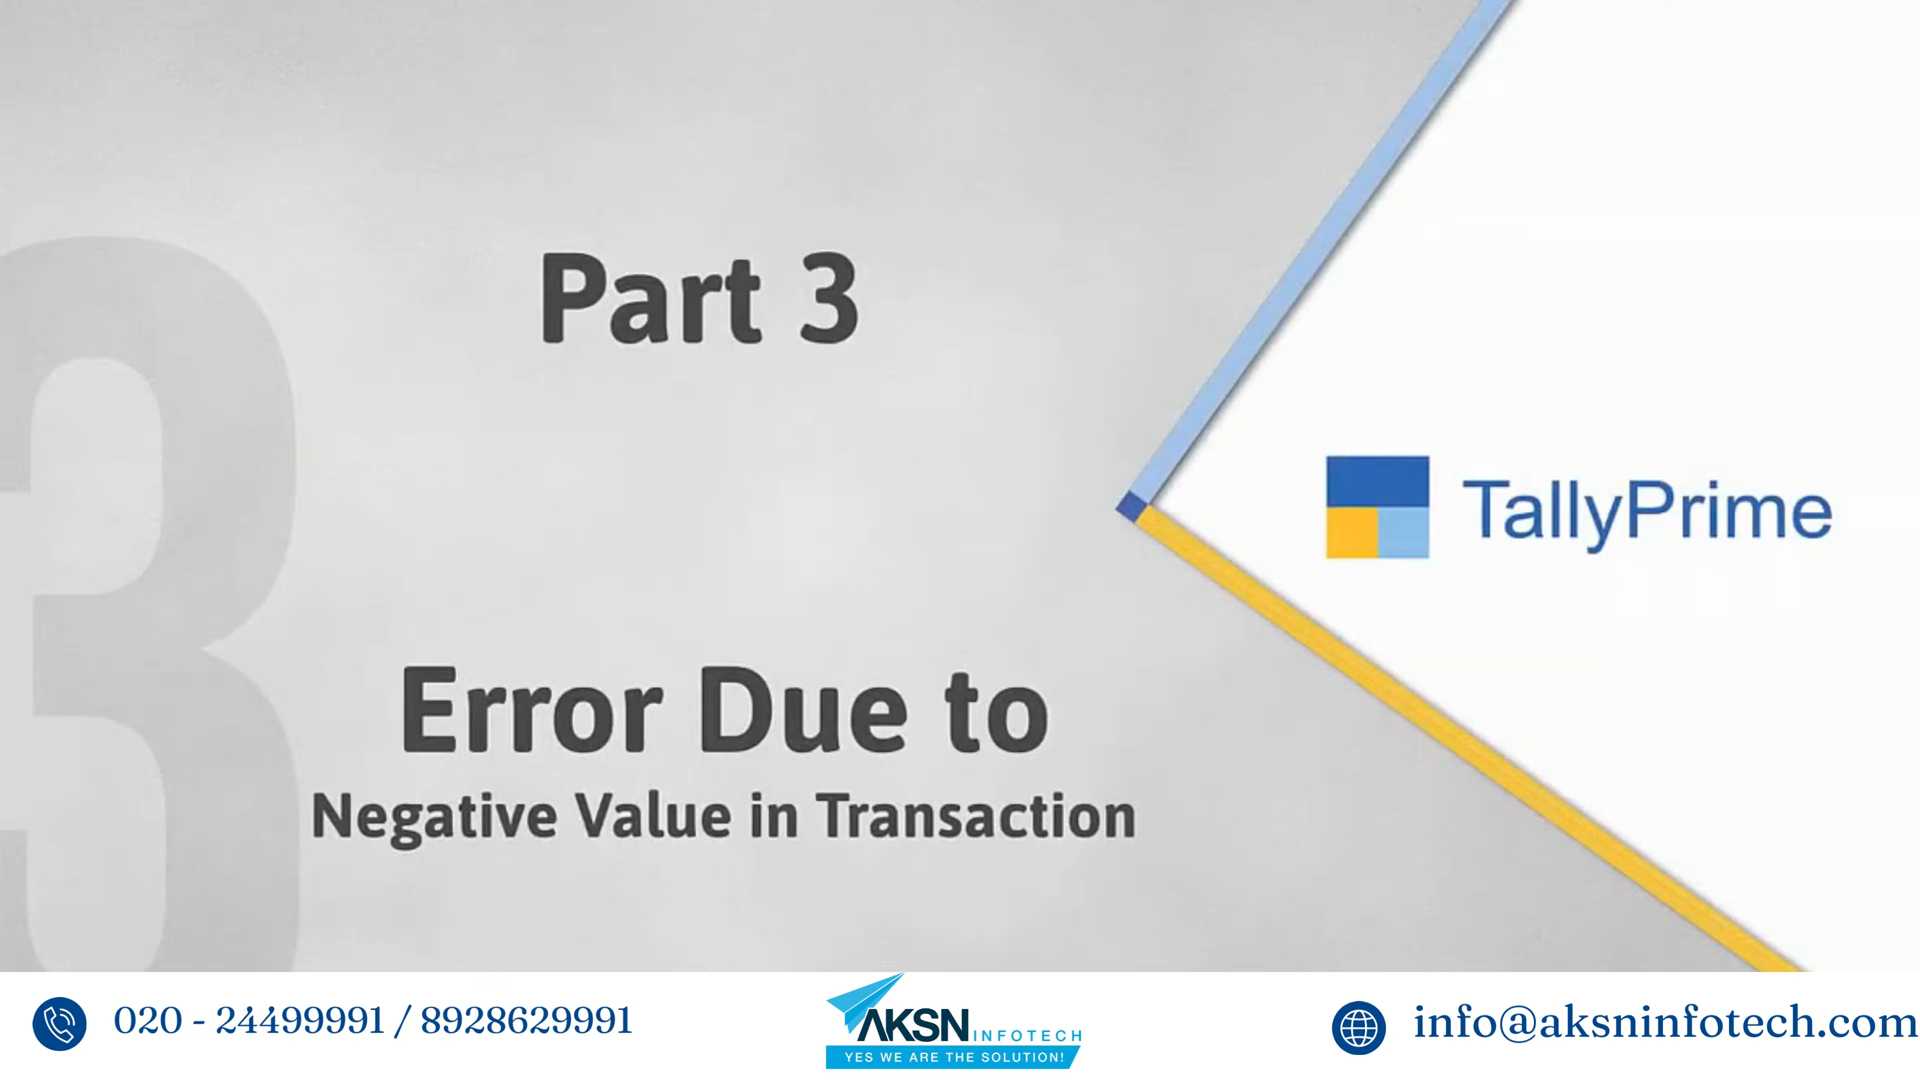 3
Part 3
TallyPrime
Error Due to
Negative Value in Transaction
020 - 24499991 / 8928629991
AKSN INFOTECH
YES WE ARE THE SOLUTION!
info@aksninfotech.com